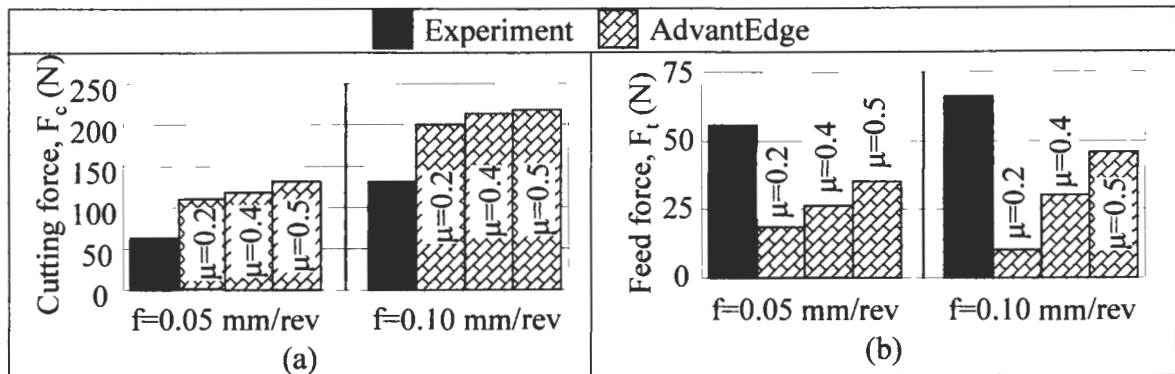 Experiment AdvantEdge
Cutting force, F_c (N)
250
200
150
100
50
0
μ=0.2
μ=0.4
μ=0.5
μ=0.2
μ=0.4
μ=0.5
f=0.05 mm/rev
f=0.10 mm/rev
(a)
Feed force, F_t (N)
75
50
25
0
μ=0.2
μ=0.4
μ=0.5
μ=0.2
μ=0.4
μ=0.5
f=0.05 mm/rev
f=0.10 mm/rev
(b)